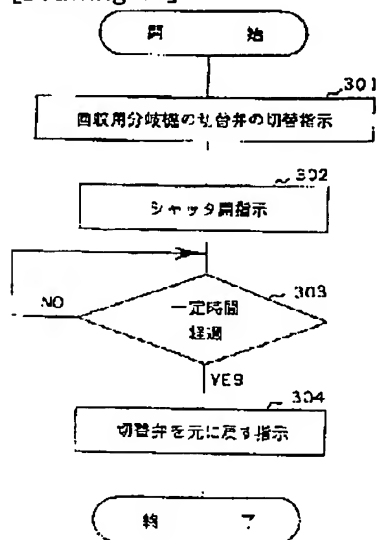 開 始
301
回収用分岐機の切替弁の切替指示
302
シャッタ開指示
303
NO
一定時間
経過
YES
304
切替弁を元に戻す指示
終 了